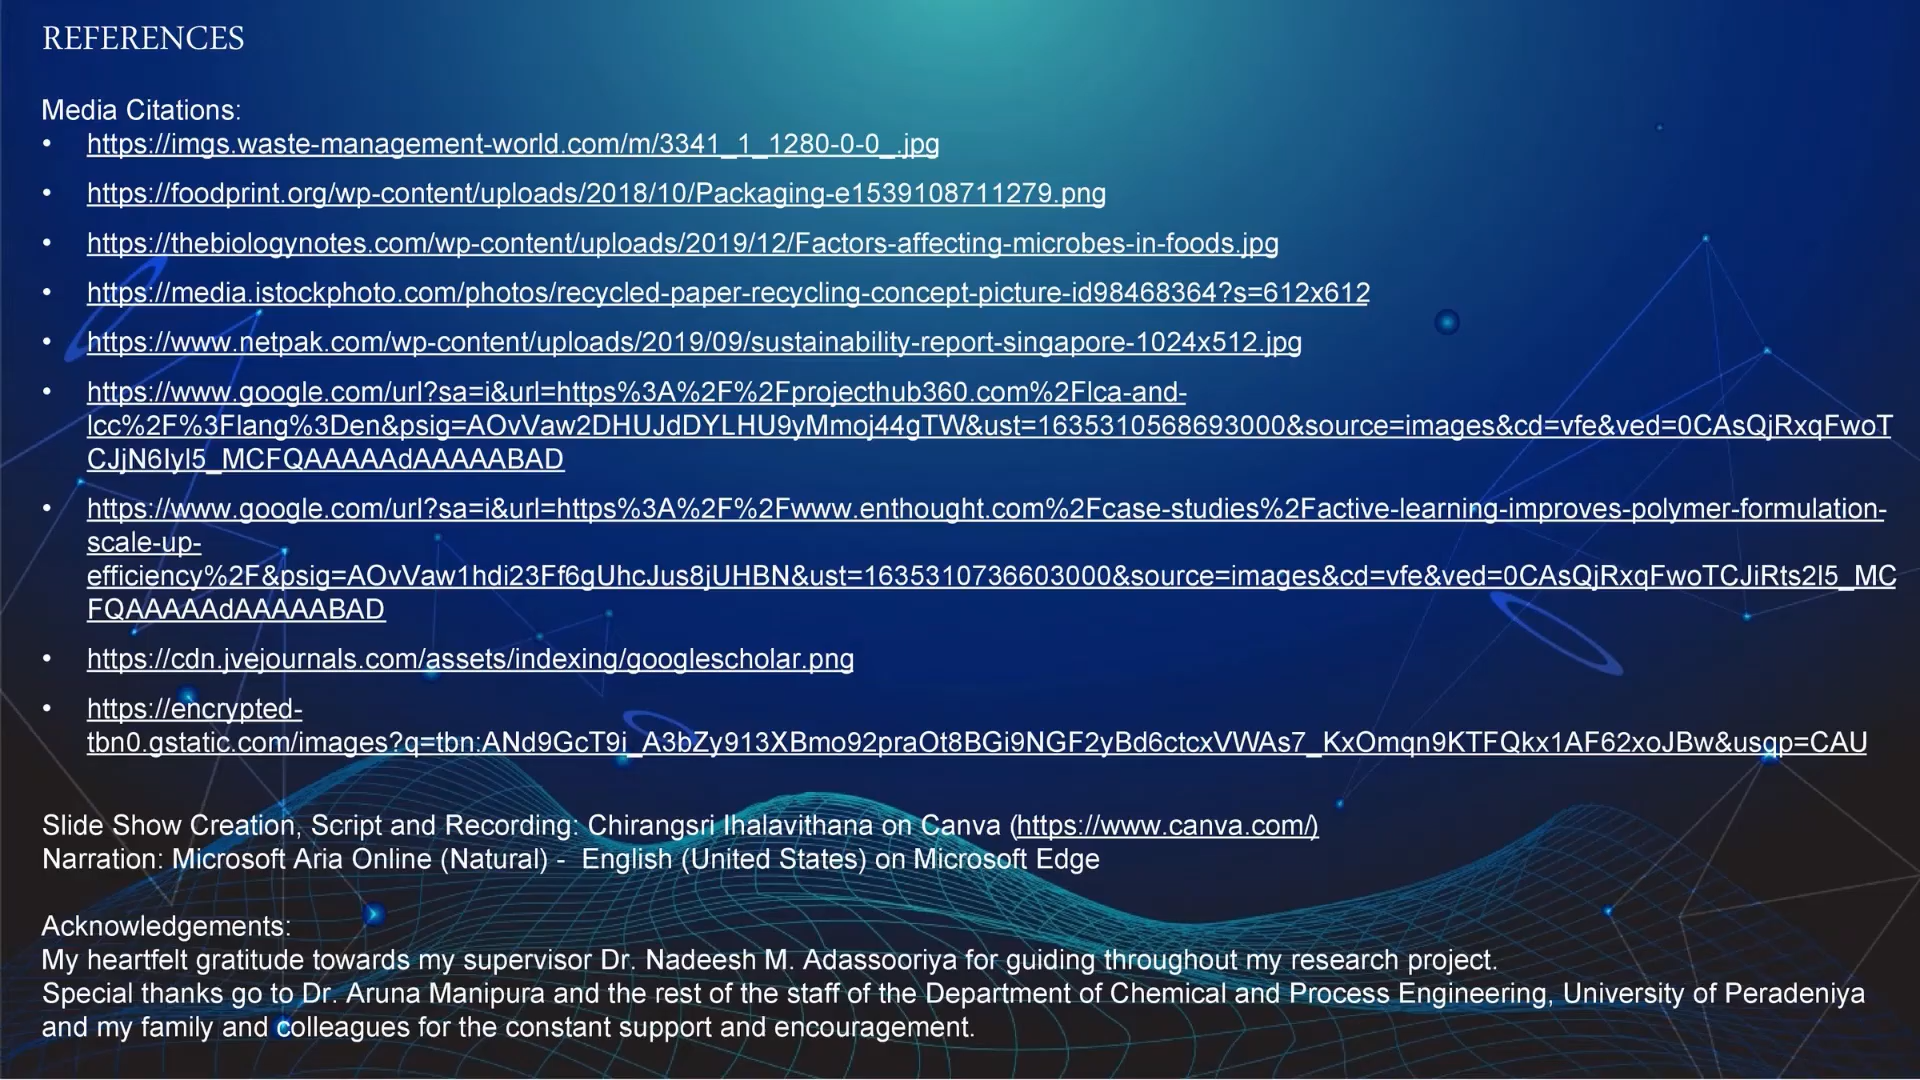 REFERENCES
Media Citations:
• https://imgs.waste-management-world.com/m/3341_1_1280-0-0_.jpg
• https://foodprint.org/wp-content/uploads/2018/10/Packaging-e1539108711279.png
• https://thebiologynotes.com/wp-content/uploads/2019/12/Factors-affecting-microbes-in-foods.jpg
• https://media.istockphoto.com/photos/recycled-paper-recycling-concept-picture-id98468364?s=612x612
• https://www.netpak.com/wp-content/uploads/2019/09/sustainability-report-singapore-1024x512.jpg
• https://www.google.com/url?sa=i&url=https%3A%2F%2Fprojecthub360.com%2Flca-and-
lcc%2F%3Flang%3Den&psig=AOvVaw2DHUJdDYLHU9yMmoj44gTW&ust=1635310568693000&source=images&cd=vfe&ved=0CAsQjRxqFwoT
CJjN6IyI5_MCFQAAAAAdAAAAABAD
• https://www.google.com/url?sa=i&url=https%3A%2F%2Fwww.enthought.com%2Fcase-studies%2Factive-learning-improves-polymer-formulation-
scale-up-
efficiency%2F&psig=AOvVaw1hdi23Ff6gUhcJus8jUHBN&ust=1635310736603000&source=images&cd=vfe&ved=0CAsQjRxqFwoTCJiRts2I5_MC
FQAAAAAdAAAAABAD
• https://cdn.jvejournals.com/assets/indexing/googlescholar.png
• https://encrypted-
tbn0.gstatic.com/images?q=tbn:ANd9GcT9i_A3bZy913XBmo92praOt8BGi9NGF2yBd6ctcxVWAs7_KxOmqn9KTFQkx1AF62xoJBw&usqp=CAU
Slide Show Creation, Script and Recording: Chirangsri Ihalavithana on Canva (https://www.canva.com/)
Narration: Microsoft Aria Online (Natural) -  English (United States) on Microsoft Edge
Acknowledgements:
My heartfelt gratitude towards my supervisor Dr. Nadeesh M. Adassooriya for guiding throughout my research project.
Special thanks go to Dr. Aruna Manipura and the rest of the staff of the Department of Chemical and Process Engineering, University of Peradeniya
and my family and colleagues for the constant support and encouragement.